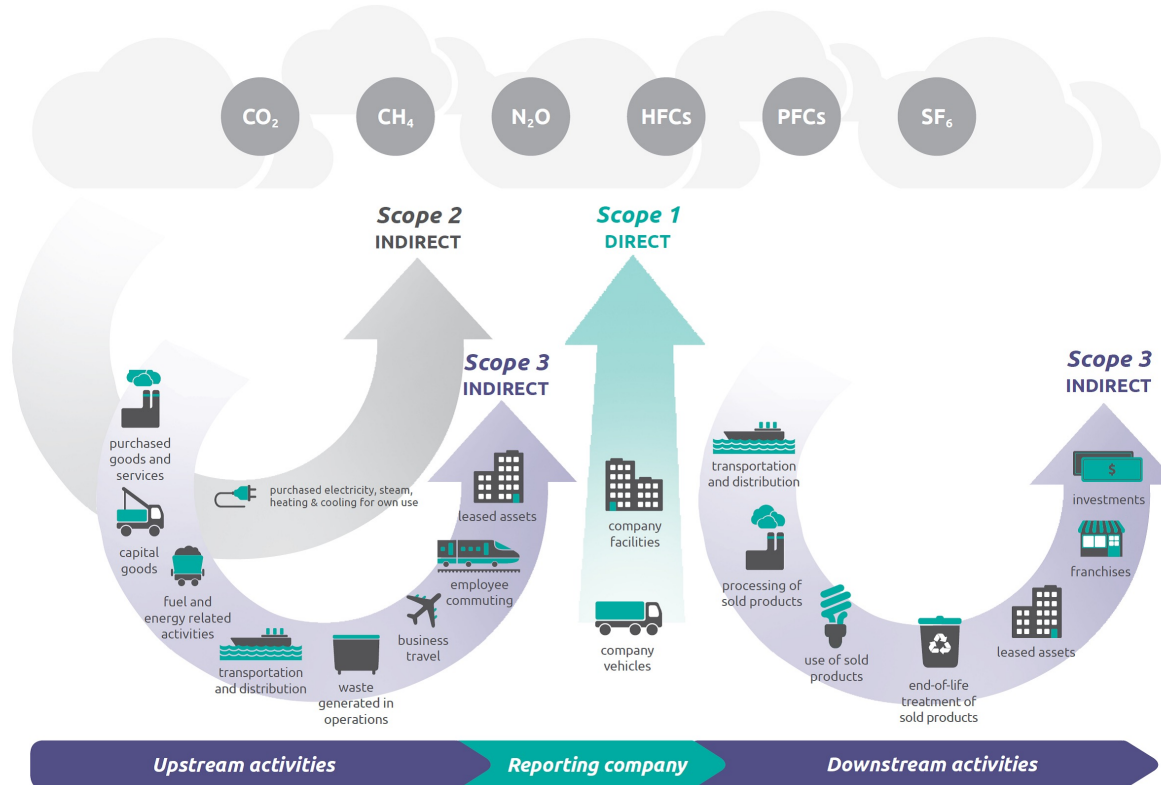 CO₂
CH₄
N₂O
HFCs
PFCs
SF₆
Scope 2
INDIRECT
Scope 1
DIRECT
Scope 3
INDIRECT
Scope 3
INDIRECT
purchased
goods and
services
capital
goods
fuel and
energy related
activities
transportation
and distribution
waste
generated in
operations
business
travel
employee
commuting
leased assets
purchased electricity, steam,
heating & cooling for own use
company
facilities
company
vehicles
transportation
and distribution
processing of
sold products
use of sold
products
end-of-life
treatment of
sold products
leased assets
franchises
$
investments
Upstream activities
Reporting company
Downstream activities